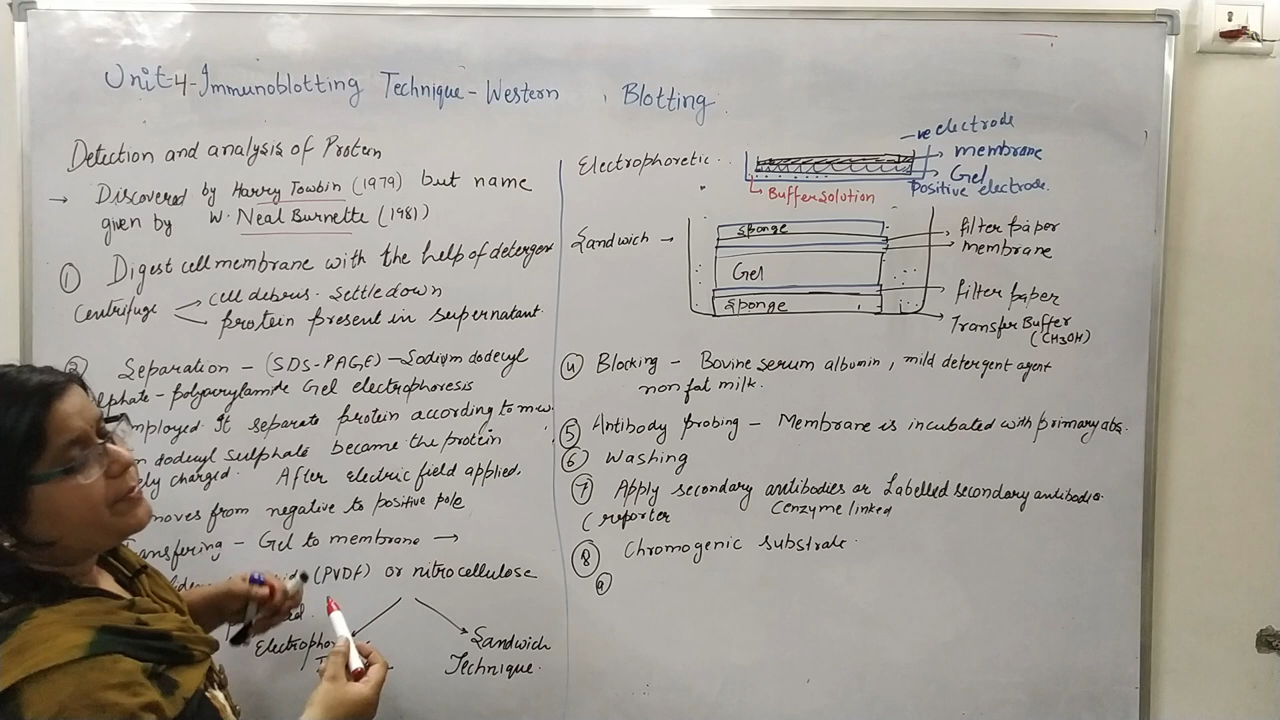 Unit-4-Immunoblotting Technique - Western Blotting
Detection and analysis of Protein
→ Discovered by Harry Towbin (1979) but name
given by W. Neal Burnette (1981)
① Digest cell membrane with the help of deterger
Centrifuge → cell debris. Settle down
→ protein present in supernatant.
② Separation - (SDS-PAGE) - Sodium dodecyl
lphate - polyacrylamide Gel electrophoresis
mployed. It separate protein according to m.w.
dodecyl sulphate became the protein
ely charged. After electric field applied.
moves from negative to positive pole
ansfering - Gel to membrane →
(PVDF) or nitrocellulose
Electropho
Sandwich
Technique.
Electrophoretic..
-ve electrode
membrane
Gel
Positive electrode.
Buffer solution
Sandwich →
sponge
filter paper
membrane
Gel
filter paper
Sponge
Transfer Buffer
(CH3OH)
④ Blocking - Bovine serum albumin, mild detergent agent
non fat milk.
⑤ Antibody probing - Membrane is incubated with primary abs.
⑥ Washing
⑦ Apply secondary antibodies or Labelled secondary antibodies
(reporter (enzyme linked
⑧ Chromogenic substrate.
ⓐ